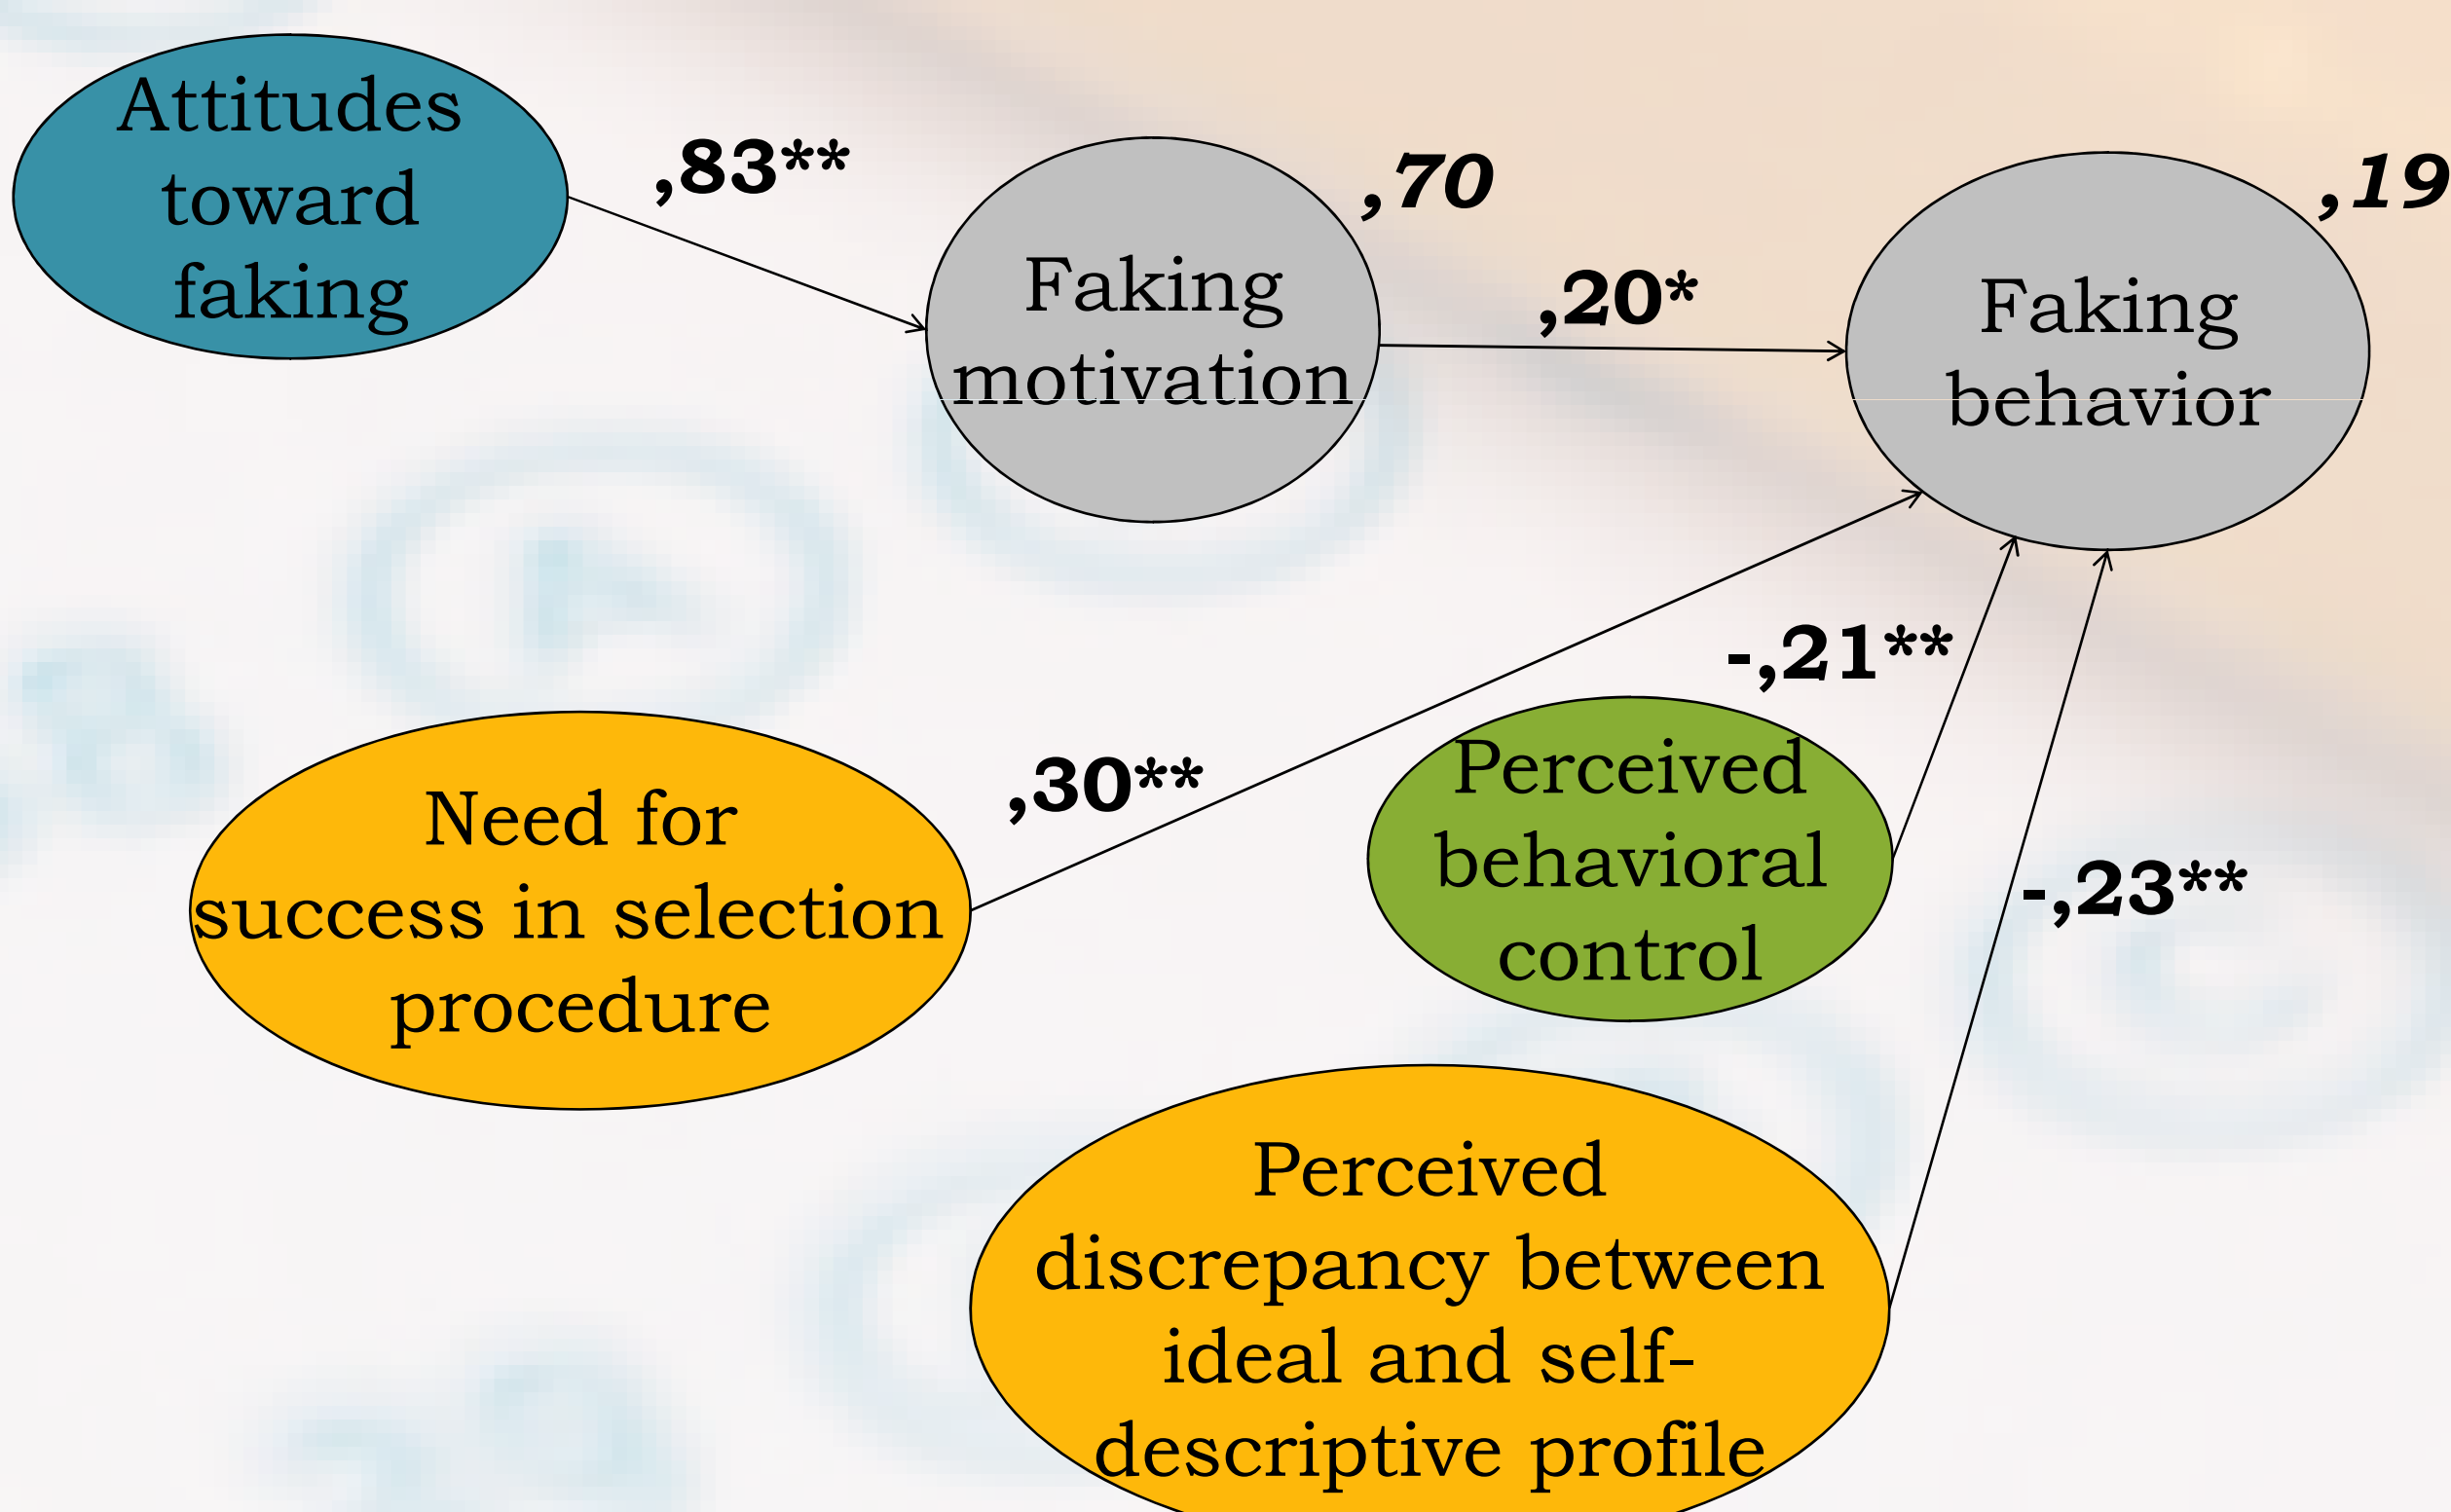 Attitudes
toward
faking
,83**
Faking
motivation
,70
,20*
Faking
behavior
,19
-,21**
Need for
success in selection
procedure
,30**
Perceived
behavioral
control
-,23**
Perceived
discrepancy between
ideal and self-
descriptive profile